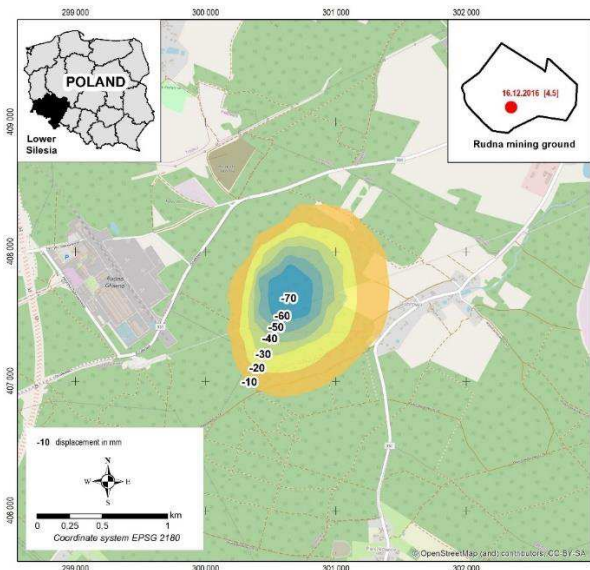 299 000
300 000
301 000
302 000
POLAND
Lower
Silesia
16.12.2016 [4.5]
Rudna mining ground
409 000
408 000
407 000
406 000
-70
-60
-50
-40
-30
-20
-10
-10 displacement in mm
N
W E
S
km
0 0,25 0,5 1
Coordinate system EPSG 2180
© OpenStreetMap (and) contributors, CC-BY-SA
299 000
300 000
301 000
302 000